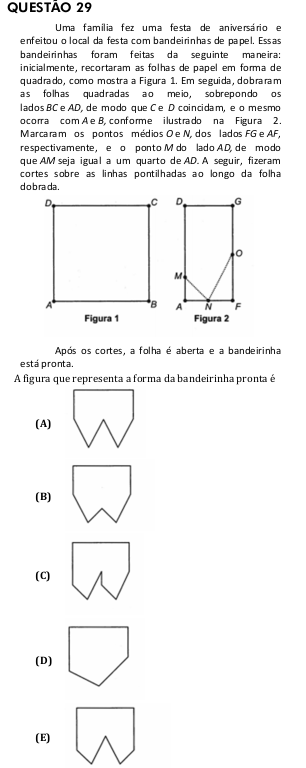 QUESTÃO 29
Uma família fez uma festa de aniversário e
enfeitou o local da festa com bandeirinhas de papel. Essas
bandeirinhas foram feitas da seguinte maneira:
inicialmente, recortaram as folhas de papel em forma de
quadrado, como mostra a Figura 1. Em seguida, dobraram
as folhas quadradas ao meio, sobrepondo os
lados BC e AD, de modo que C e D coincidam, e o mesmo
ocorra com A e B, conforme ilustrado na Figura 2.
Marcaram os pontos médios O e N, dos lados FG e AF,
respectivamente, e o ponto M do lado AD, de modo
que AM seja igual a um quarto de AD. A seguir, fizeram
cortes sobre as linhas pontilhadas ao longo da folha
dobrada.
D C D G
O
M
A B A N F
Figura 1 Figura 2
Após os cortes, a folha é aberta e a bandeirinha
está pronta.
A figura que representa a forma da bandeirinha pronta é
(A)
(B)
(C)
(D)
(E)